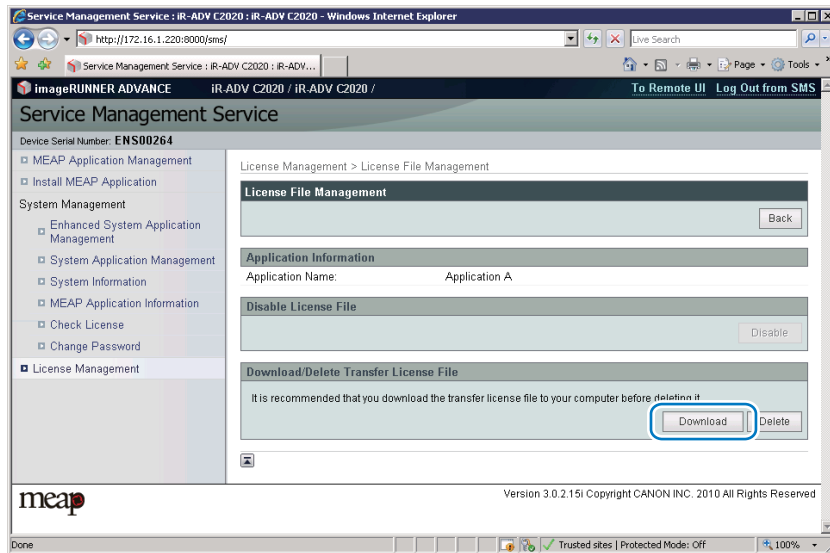 Service Management Service : iR-ADV C2020 : iR-ADV C2020 - Windows Internet Explorer
http://172.16.1.220:8000/sms/
Live Search
Service Management Service : iR-ADV C2020 : iR-ADV...
Page
Tools
imageRUNNER ADVANCE iR-ADV C2020 / iR-ADV C2020 /
To Remote UI Log Out from SMS
Service Management Service
Device Serial Number: ENS00264
MEAP Application Management
Install MEAP Application
System Management
Enhanced System Application
Management
System Application Management
System Information
MEAP Application Information
Check License
Change Password
License Management
License Management > License File Management
License File Management
Back
Application Information
Application Name: Application A
Disable License File
Disable
Download/Delete Transfer License File
It is recommended that you download the transfer license file to your computer before deleting it.
Download Delete
meap
Version 3.0.2.15i Copyright CANON INC. 2010 All Rights Reserved
Done
Trusted sites | Protected Mode: Off
100%